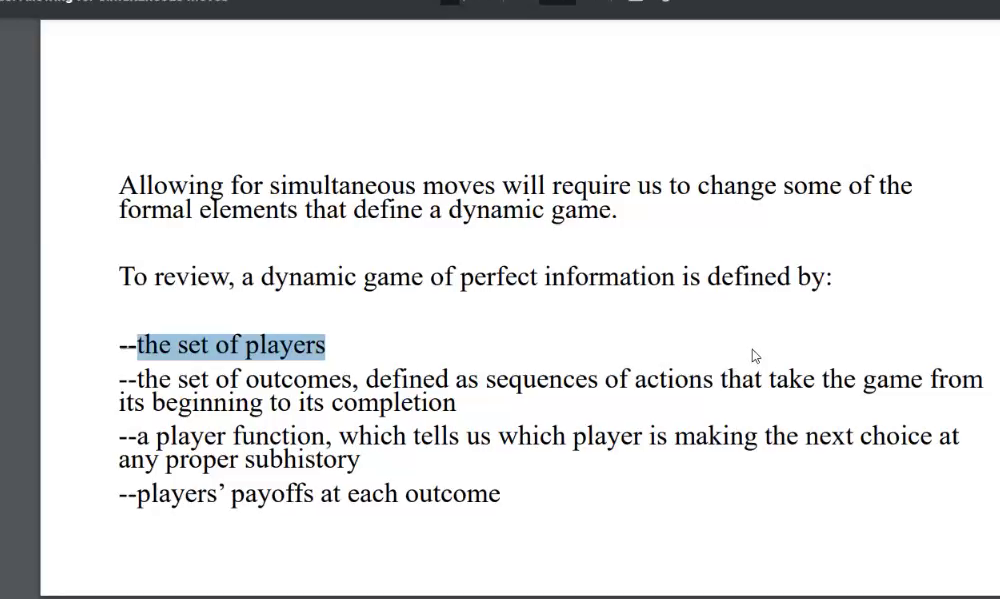 Allowing for simultaneous moves will require us to change some of the
formal elements that define a dynamic game.
To review, a dynamic game of perfect information is defined by:
--the set of players
--the set of outcomes, defined as sequences of actions that take the game from
its beginning to its completion
--a player function, which tells us which player is making the next choice at
any proper subhistory
--players’ payoffs at each outcome